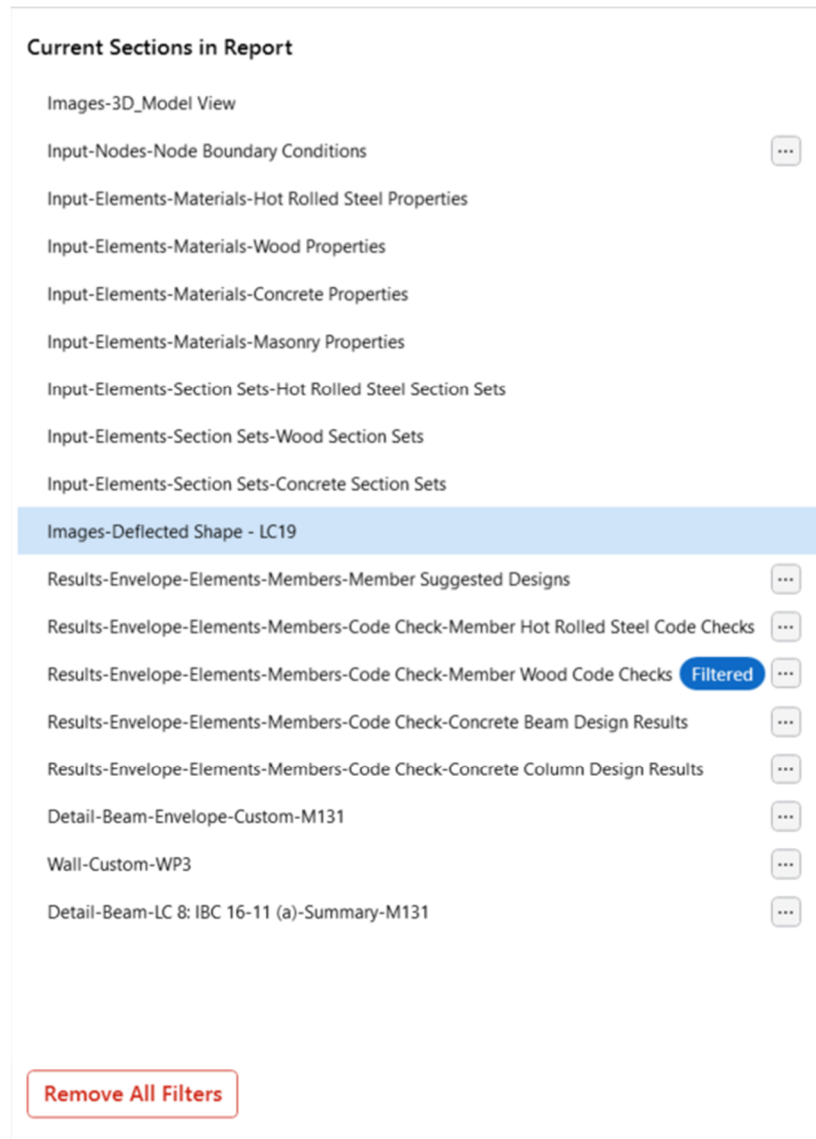 Current Sections in Report
Images-3D_Model View
Input-Nodes-Node Boundary Conditions ...
Input-Elements-Materials-Hot Rolled Steel Properties
Input-Elements-Materials-Wood Properties
Input-Elements-Materials-Concrete Properties
Input-Elements-Materials-Masonry Properties
Input-Elements-Section Sets-Hot Rolled Steel Section Sets
Input-Elements-Section Sets-Wood Section Sets
Input-Elements-Section Sets-Concrete Section Sets
Images-Deflected Shape - LC19
Results-Envelope-Elements-Members-Member Suggested Designs ...
Results-Envelope-Elements-Members-Code Check-Member Hot Rolled Steel Code Checks ...
Results-Envelope-Elements-Members-Code Check-Member Wood Code Checks Filtered ...
Results-Envelope-Elements-Members-Code Check-Concrete Beam Design Results ...
Results-Envelope-Elements-Members-Code Check-Concrete Column Design Results ...
Detail-Beam-Envelope-Custom-M131 ...
Wall-Custom-WP3 ...
Detail-Beam-LC 8: IBC 16-11 (a)-Summary-M131 ...
Remove All Filters